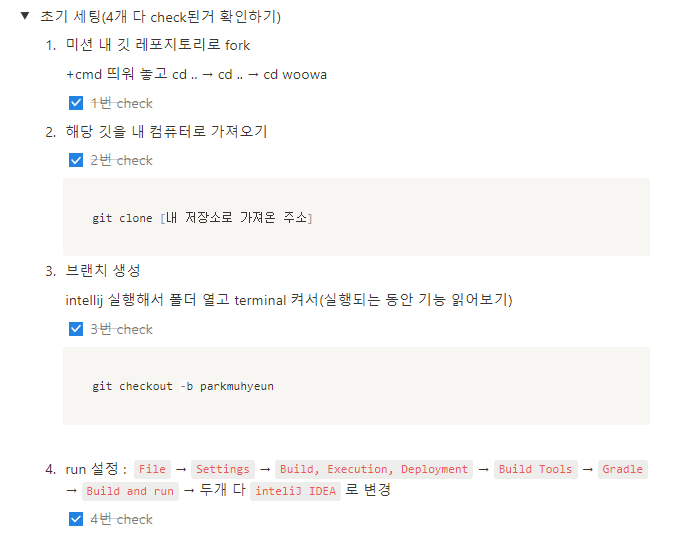 ▼ 초기 세팅(4개 다 check된거 확인하기)
1. 미션 내 깃 레포지토리로 fork
+cmd 띄워 놓고 cd .. → cd .. → cd woowa
1번 check
2. 해당 깃을 내 컴퓨터로 가져오기
2번 check
git clone [내 저장소로 가져온 주소]
3. 브랜치 생성
intellij 실행해서 폴더 열고 terminal 켜서(실행되는 동안 기능 읽어보기)
3번 check
git checkout -b parkmuhyeun
4. run 설정 : File → Settings → Build, Execution, Deployment → Build Tools → Gradle
→ Build and run → 두개 다 inteliJ IDEA 로 변경
4번 check